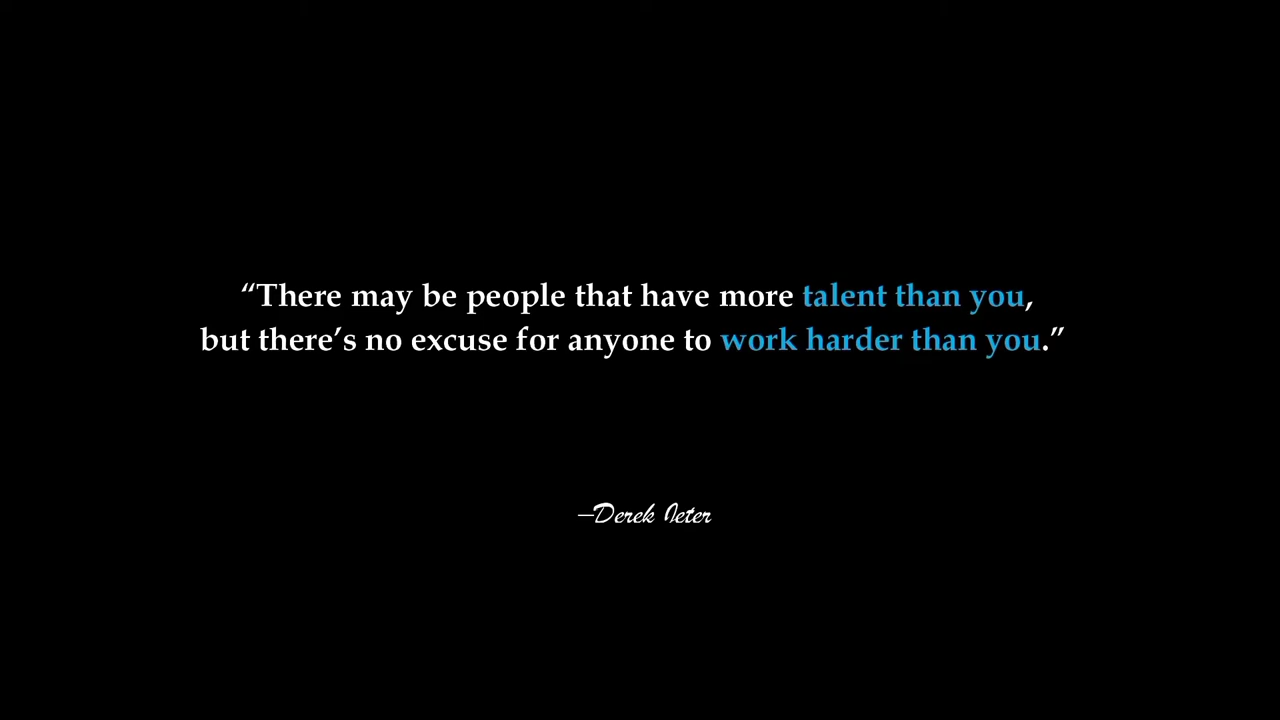 “There may be people that have more talent than you,
but there’s no excuse for anyone to work harder than you.”
—Derek Jeter